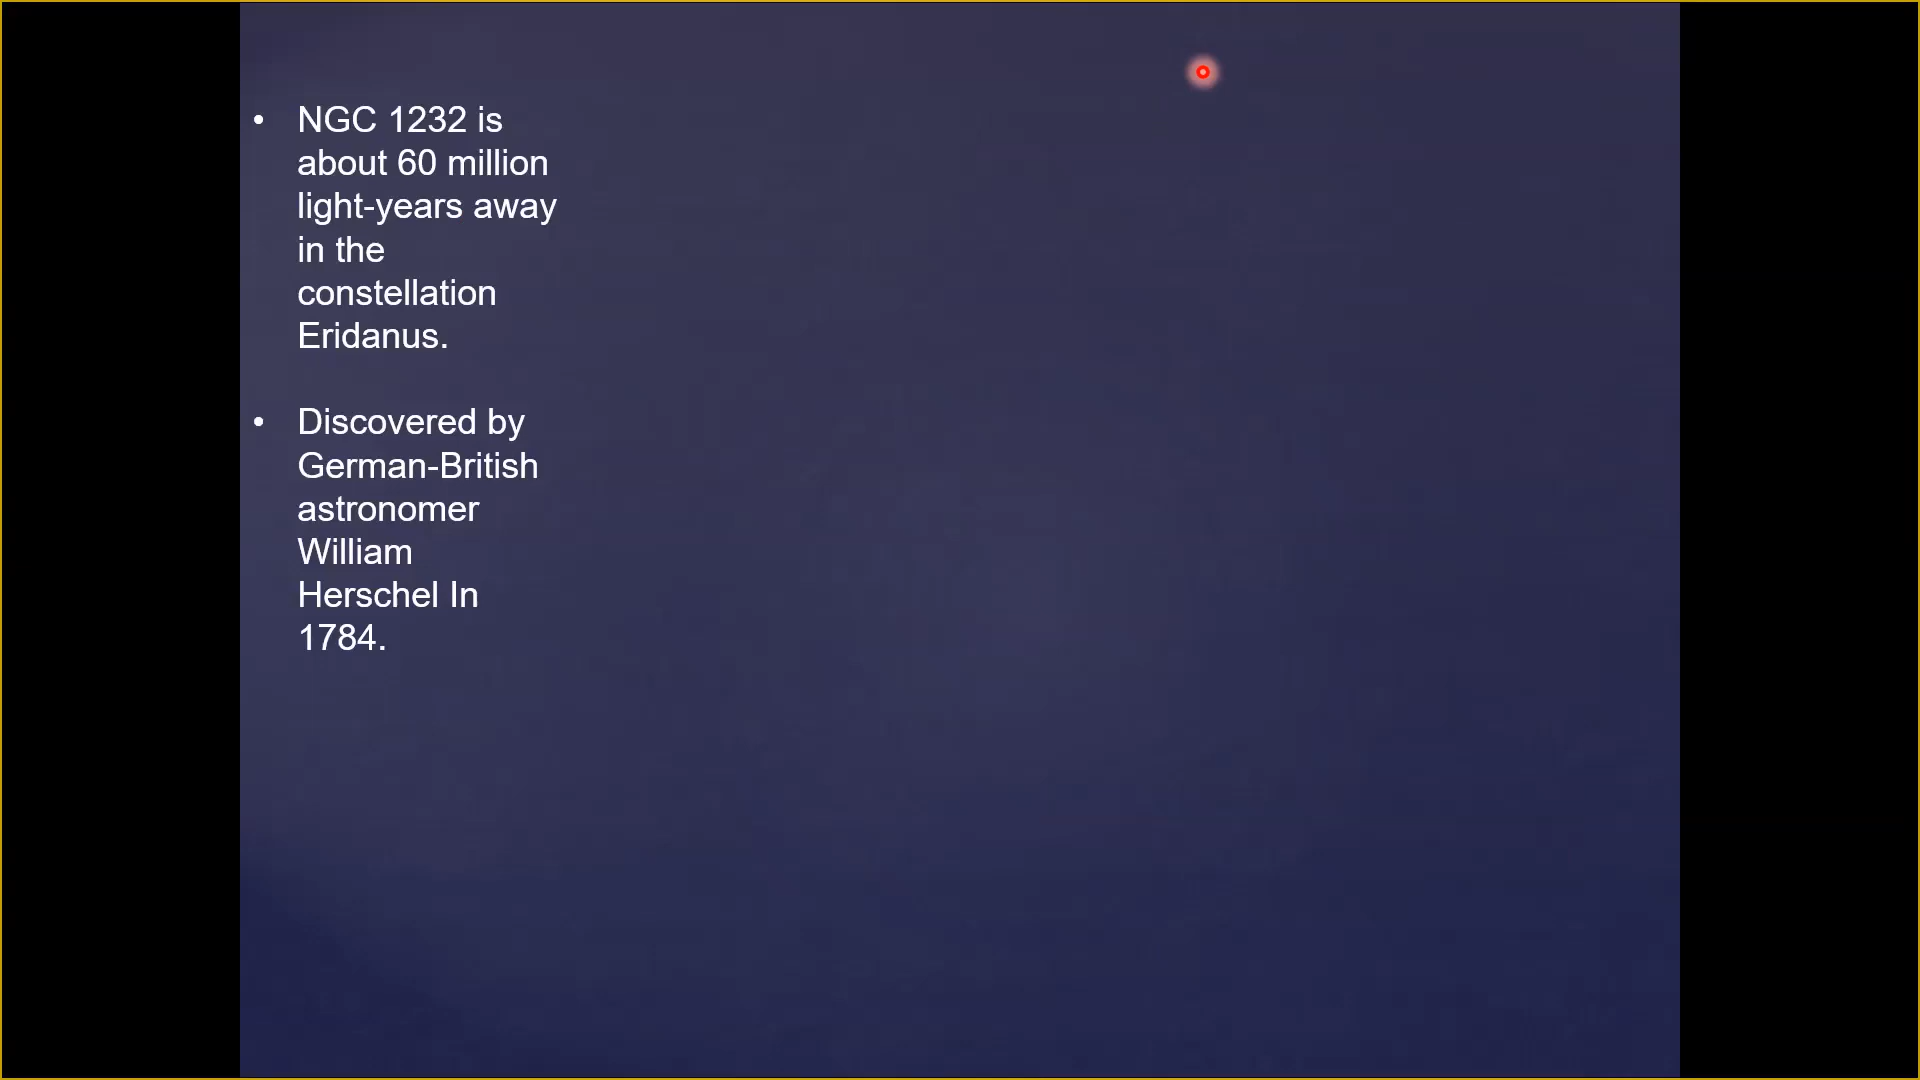 • NGC 1232 is
about 60 million
light-years away
in the
constellation
Eridanus.
• Discovered by
German-British
astronomer
William
Herschel In
1784.